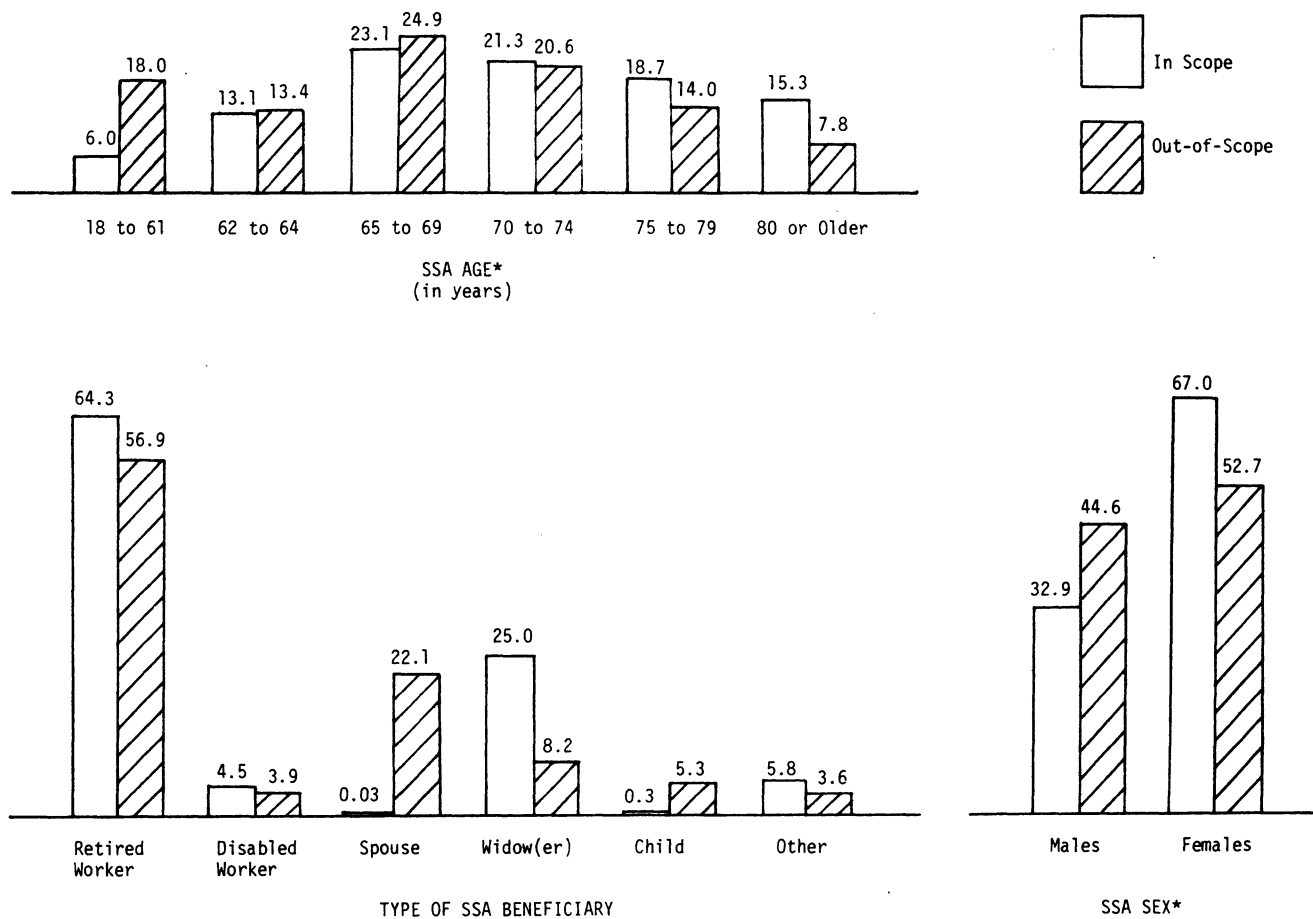 23.1 24.9
21.3 20.6
18.0
18.7
13.1 13.4
14.0
15.3
6.0
7.8
18 to 61 62 to 64 65 to 69 70 to 74 75 to 79 80 or Older
SSA AGE*
(in years)
In Scope
Out-of-Scope
64.3
56.9
25.0
22.1
8.2
4.5 3.9
0.03
0.3
5.3
5.8 3.6
Retired Worker Disabled Worker Spouse Widow(er) Child Other
TYPE OF SSA BENEFICIARY
67.0
52.7
44.6
32.9
Males Females
SSA SEX*